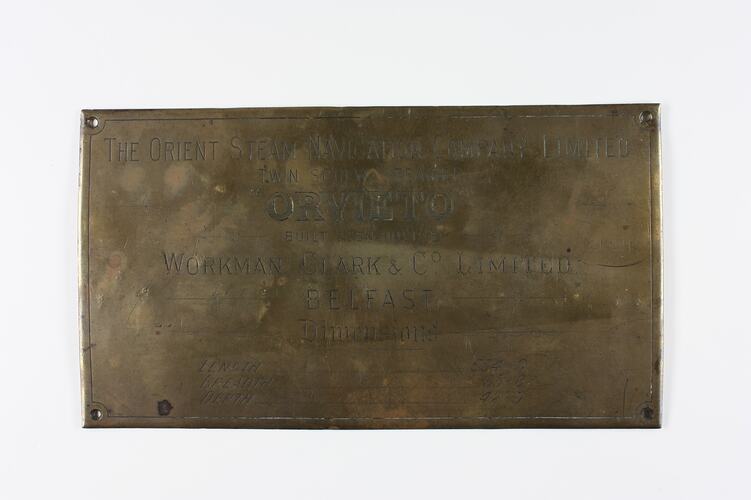 THE ORIENT STEAM NAVIGATION COMPANY LIMITED
TWIN SCREW STEAMER
"ORVIETO"
BUILT
WORKMAN CLARK & CO LIMITED
BELFAST
Dimensions
LENGTH
BREADTH
DEPTH